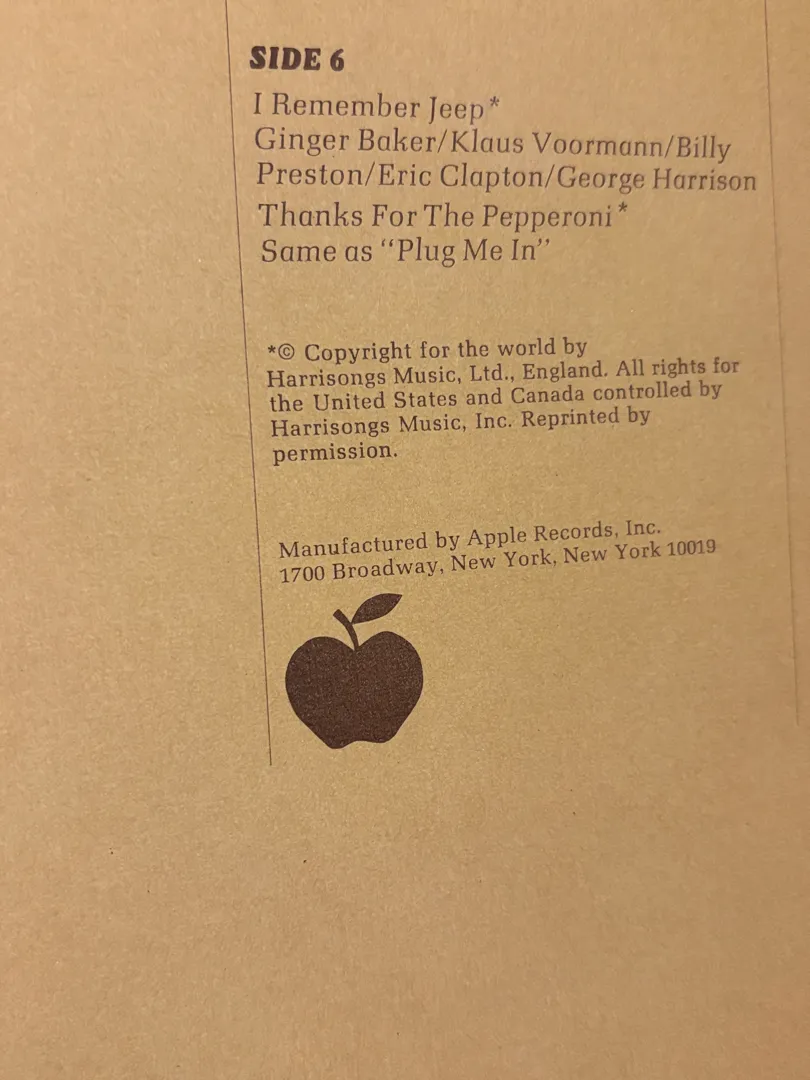 SIDE 6
I Remember Jeep*
Ginger Baker/Klaus Voormann/Billy
Preston/Eric Clapton/George Harrison
Thanks For The Pepperoni*
Same as “Plug Me In”
*© Copyright for the world by
Harrisongs Music, Ltd., England. All rights for
the United States and Canada controlled by
Harrisongs Music, Inc. Reprinted by
permission.
Manufactured by Apple Records, Inc.
1700 Broadway, New York, New York 10019